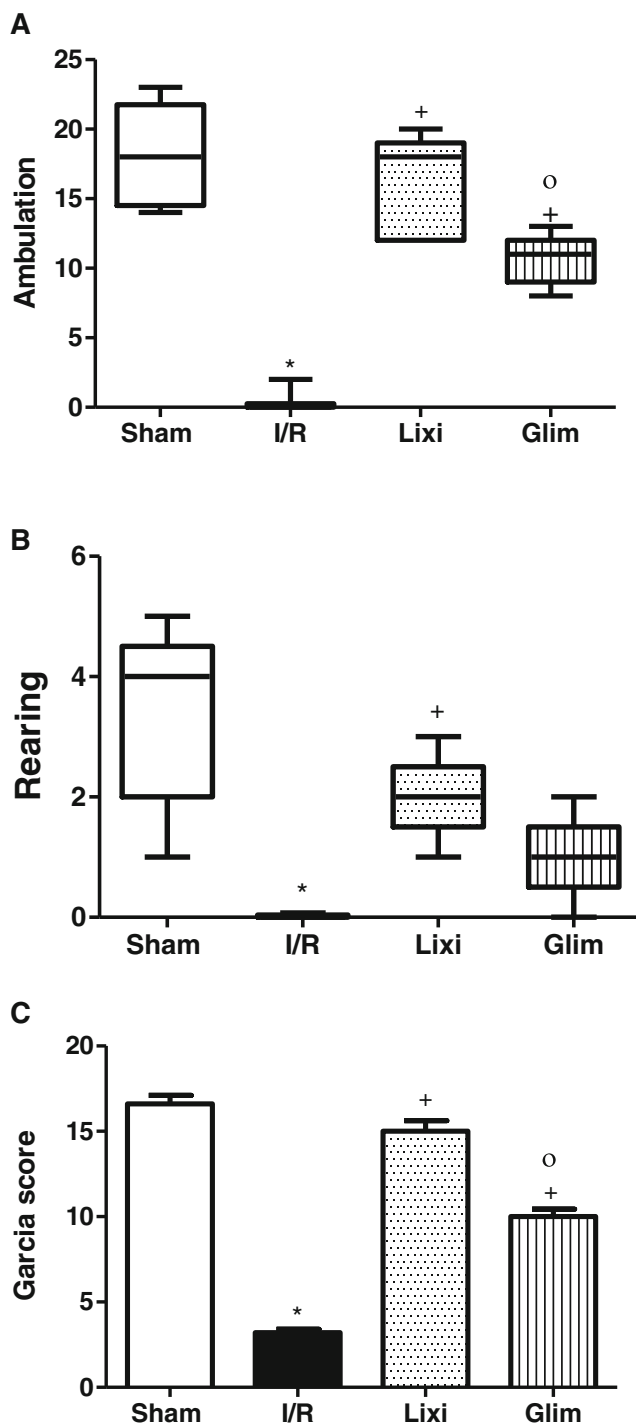 A
25
20
15
10
5
0
Ambulation
*
+
o
+
Sham I/R Lixi Glim
B
6
4
2
0
Rearing
*
+
Sham I/R Lixi Glim
C
20
15
10
5
0
Garcia score
*
+
o
+
Sham I/R Lixi Glim